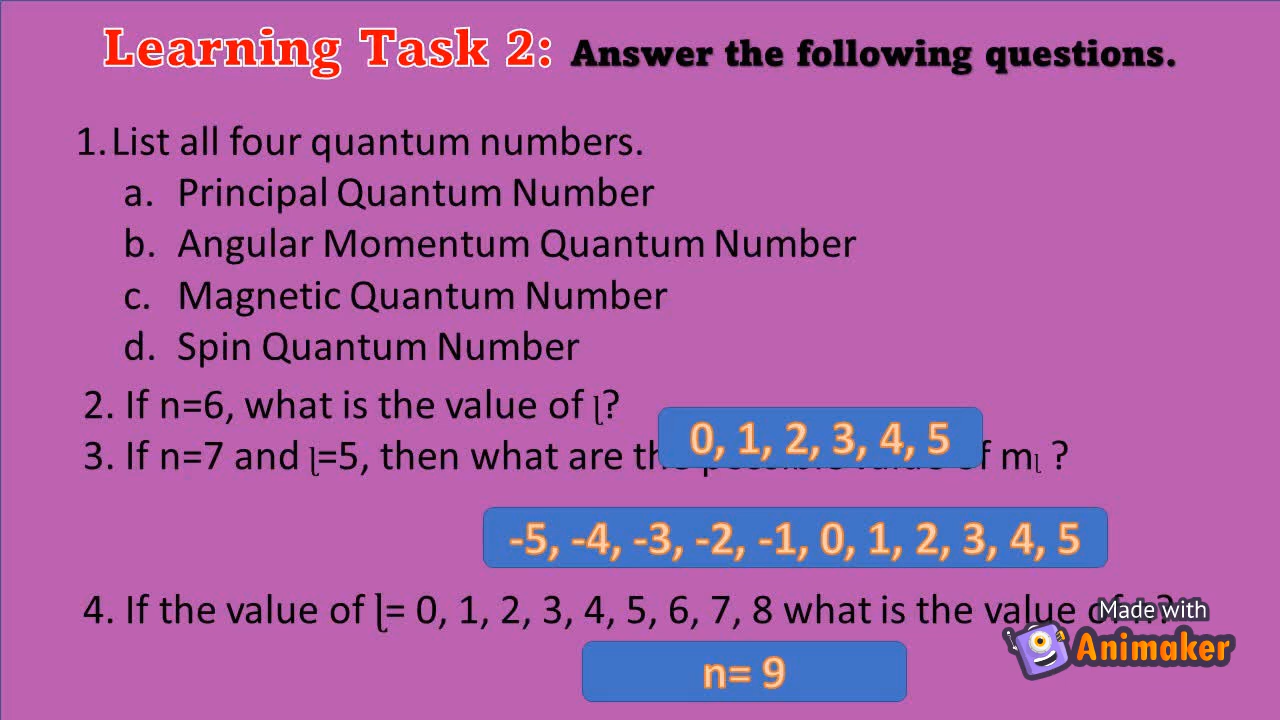 Learning Task 2: Answer the following questions.
1. List all four quantum numbers.
a. Principal Quantum Number
b. Angular Momentum Quantum Number
c. Magnetic Quantum Number
d. Spin Quantum Number
2. If n=6, what is the value of ɭ?
0, 1, 2, 3, 4, 5
3. If n=7 and ɭ=5, then what are the possible value of mɭ ?
-5, -4, -3, -2, -1, 0, 1, 2, 3, 4, 5
4. If the value of ɭ= 0, 1, 2, 3, 4, 5, 6, 7, 8 what is the value ?
Made with
Animaker
n= 9